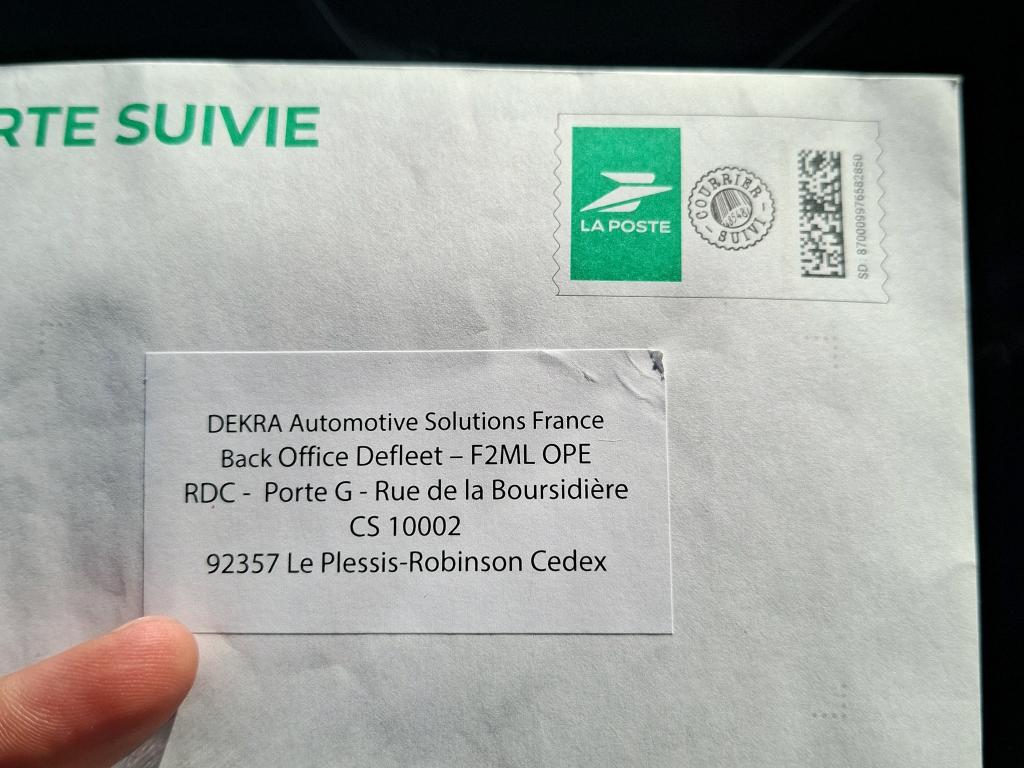 RTE SUIVIE
LA POSTE
COURRIER
SUIVI
SD: 87000997658265D
DEKRA Automotive Solutions France
Back Office Defleet – F2ML OPE
RDC - Porte G - Rue de la Boursidière
CS 10002
92357 Le Plessis-Robinson Cedex